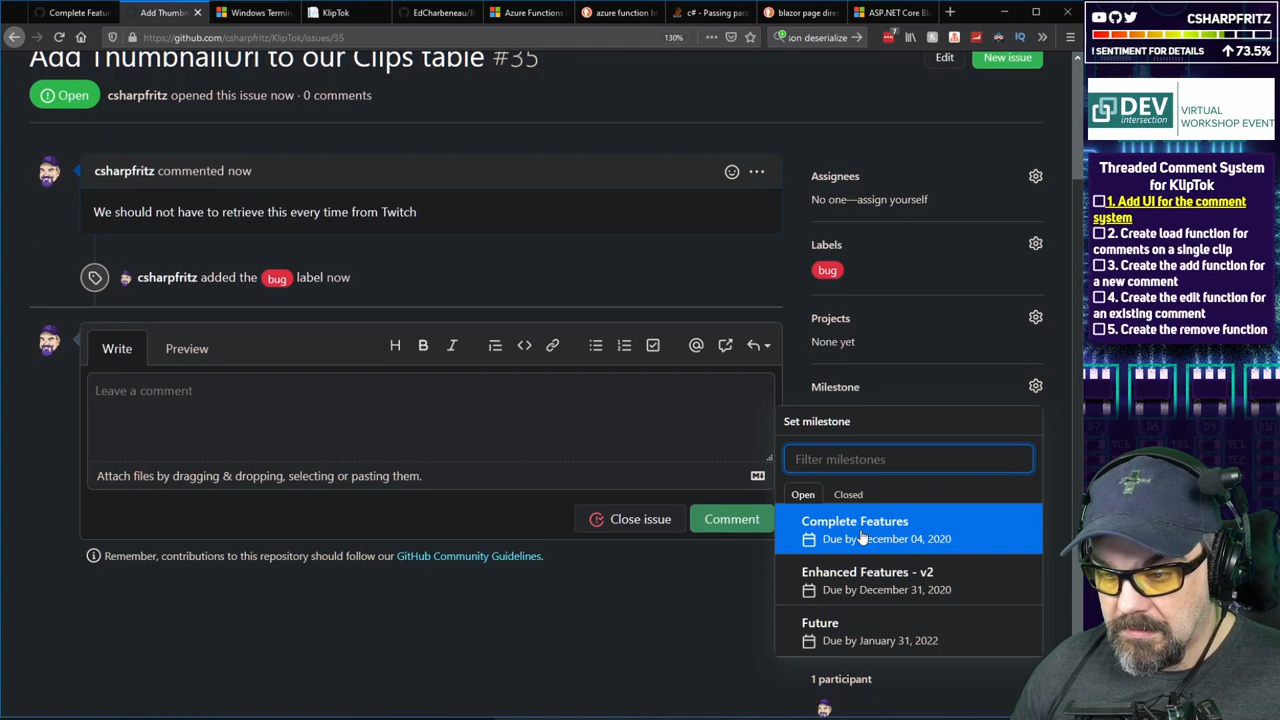 Complete Featur
Add Thumbn
Windows Termin
KlipTok
EdCharbeneau/B
Azure Functions
azure function h
c# - Passing par
blazor page dire
ASP.NET Core Bl
https://github.com/csharpfritz/KlipTok/issues/35
130%
ion deserialize
Add ThumbnailUrl to our Clips table #35
Edit
New issue
Open
csharpfritz opened this issue now · 0 comments
csharpfritz commented now
We should not have to retrieve this every time from Twitch
csharpfritz added the bug label now
Write
Preview
Leave a comment
Attach files by dragging & dropping, selecting or pasting them.
Close issue
Comment
Remember, contributions to this repository should follow our GitHub Community Guidelines.
Assignees
No one—assign yourself
Labels
bug
Projects
None yet
Milestone
Set milestone
Filter milestones
Open
Closed
Complete Features
Due by December 04, 2020
Enhanced Features - v2
Due by December 31, 2020
Future
Due by January 31, 2022
1 participant
CSHARPFRITZ
! SENTIMENT FOR DETAILS
73.5%
DEV
intersection
VIRTUAL
WORKSHOP EVENT
Threaded Comment System
for KlipTok
1. Add UI for the comment
system
2. Create load function for
comments on a single clip
3. Create the add function for
a new comment
4. Create the edit function for
an existing comment
5. Create the remove function